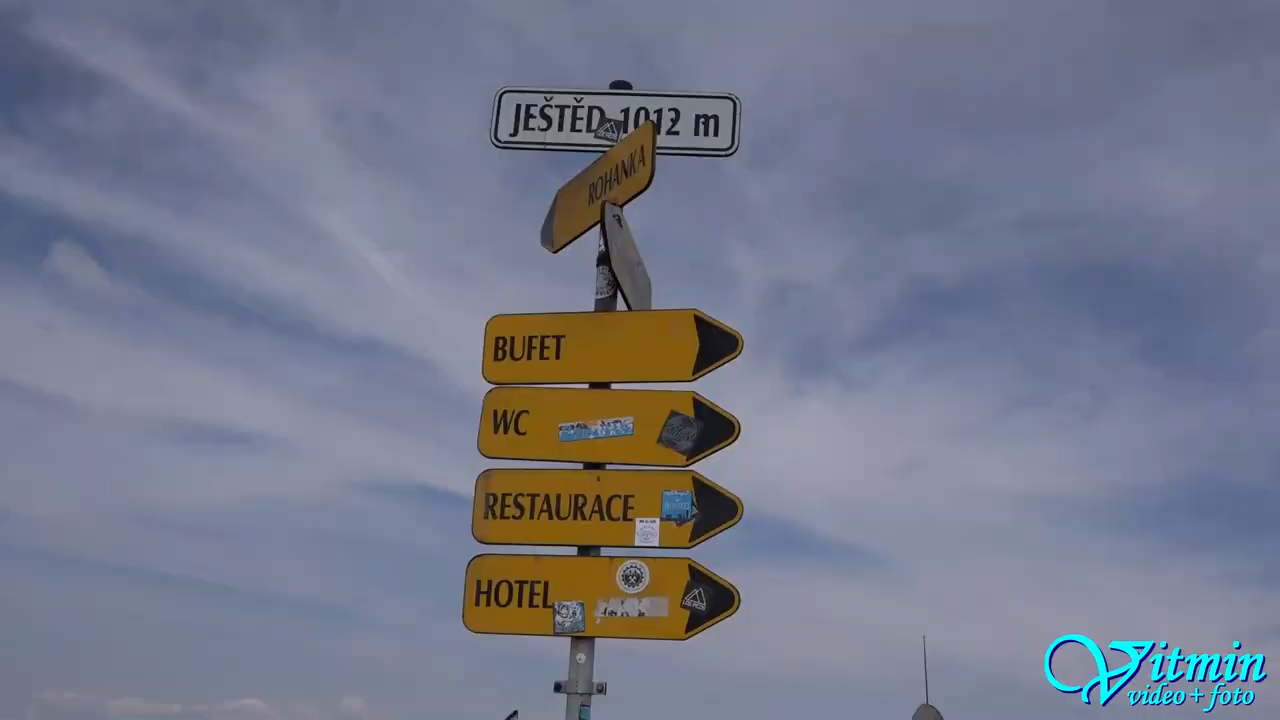 JEŠTĚD 1012 m
ROHANKA
BUFET
WC
RESTAURACE
HOTEL
Vitmin
video + foto